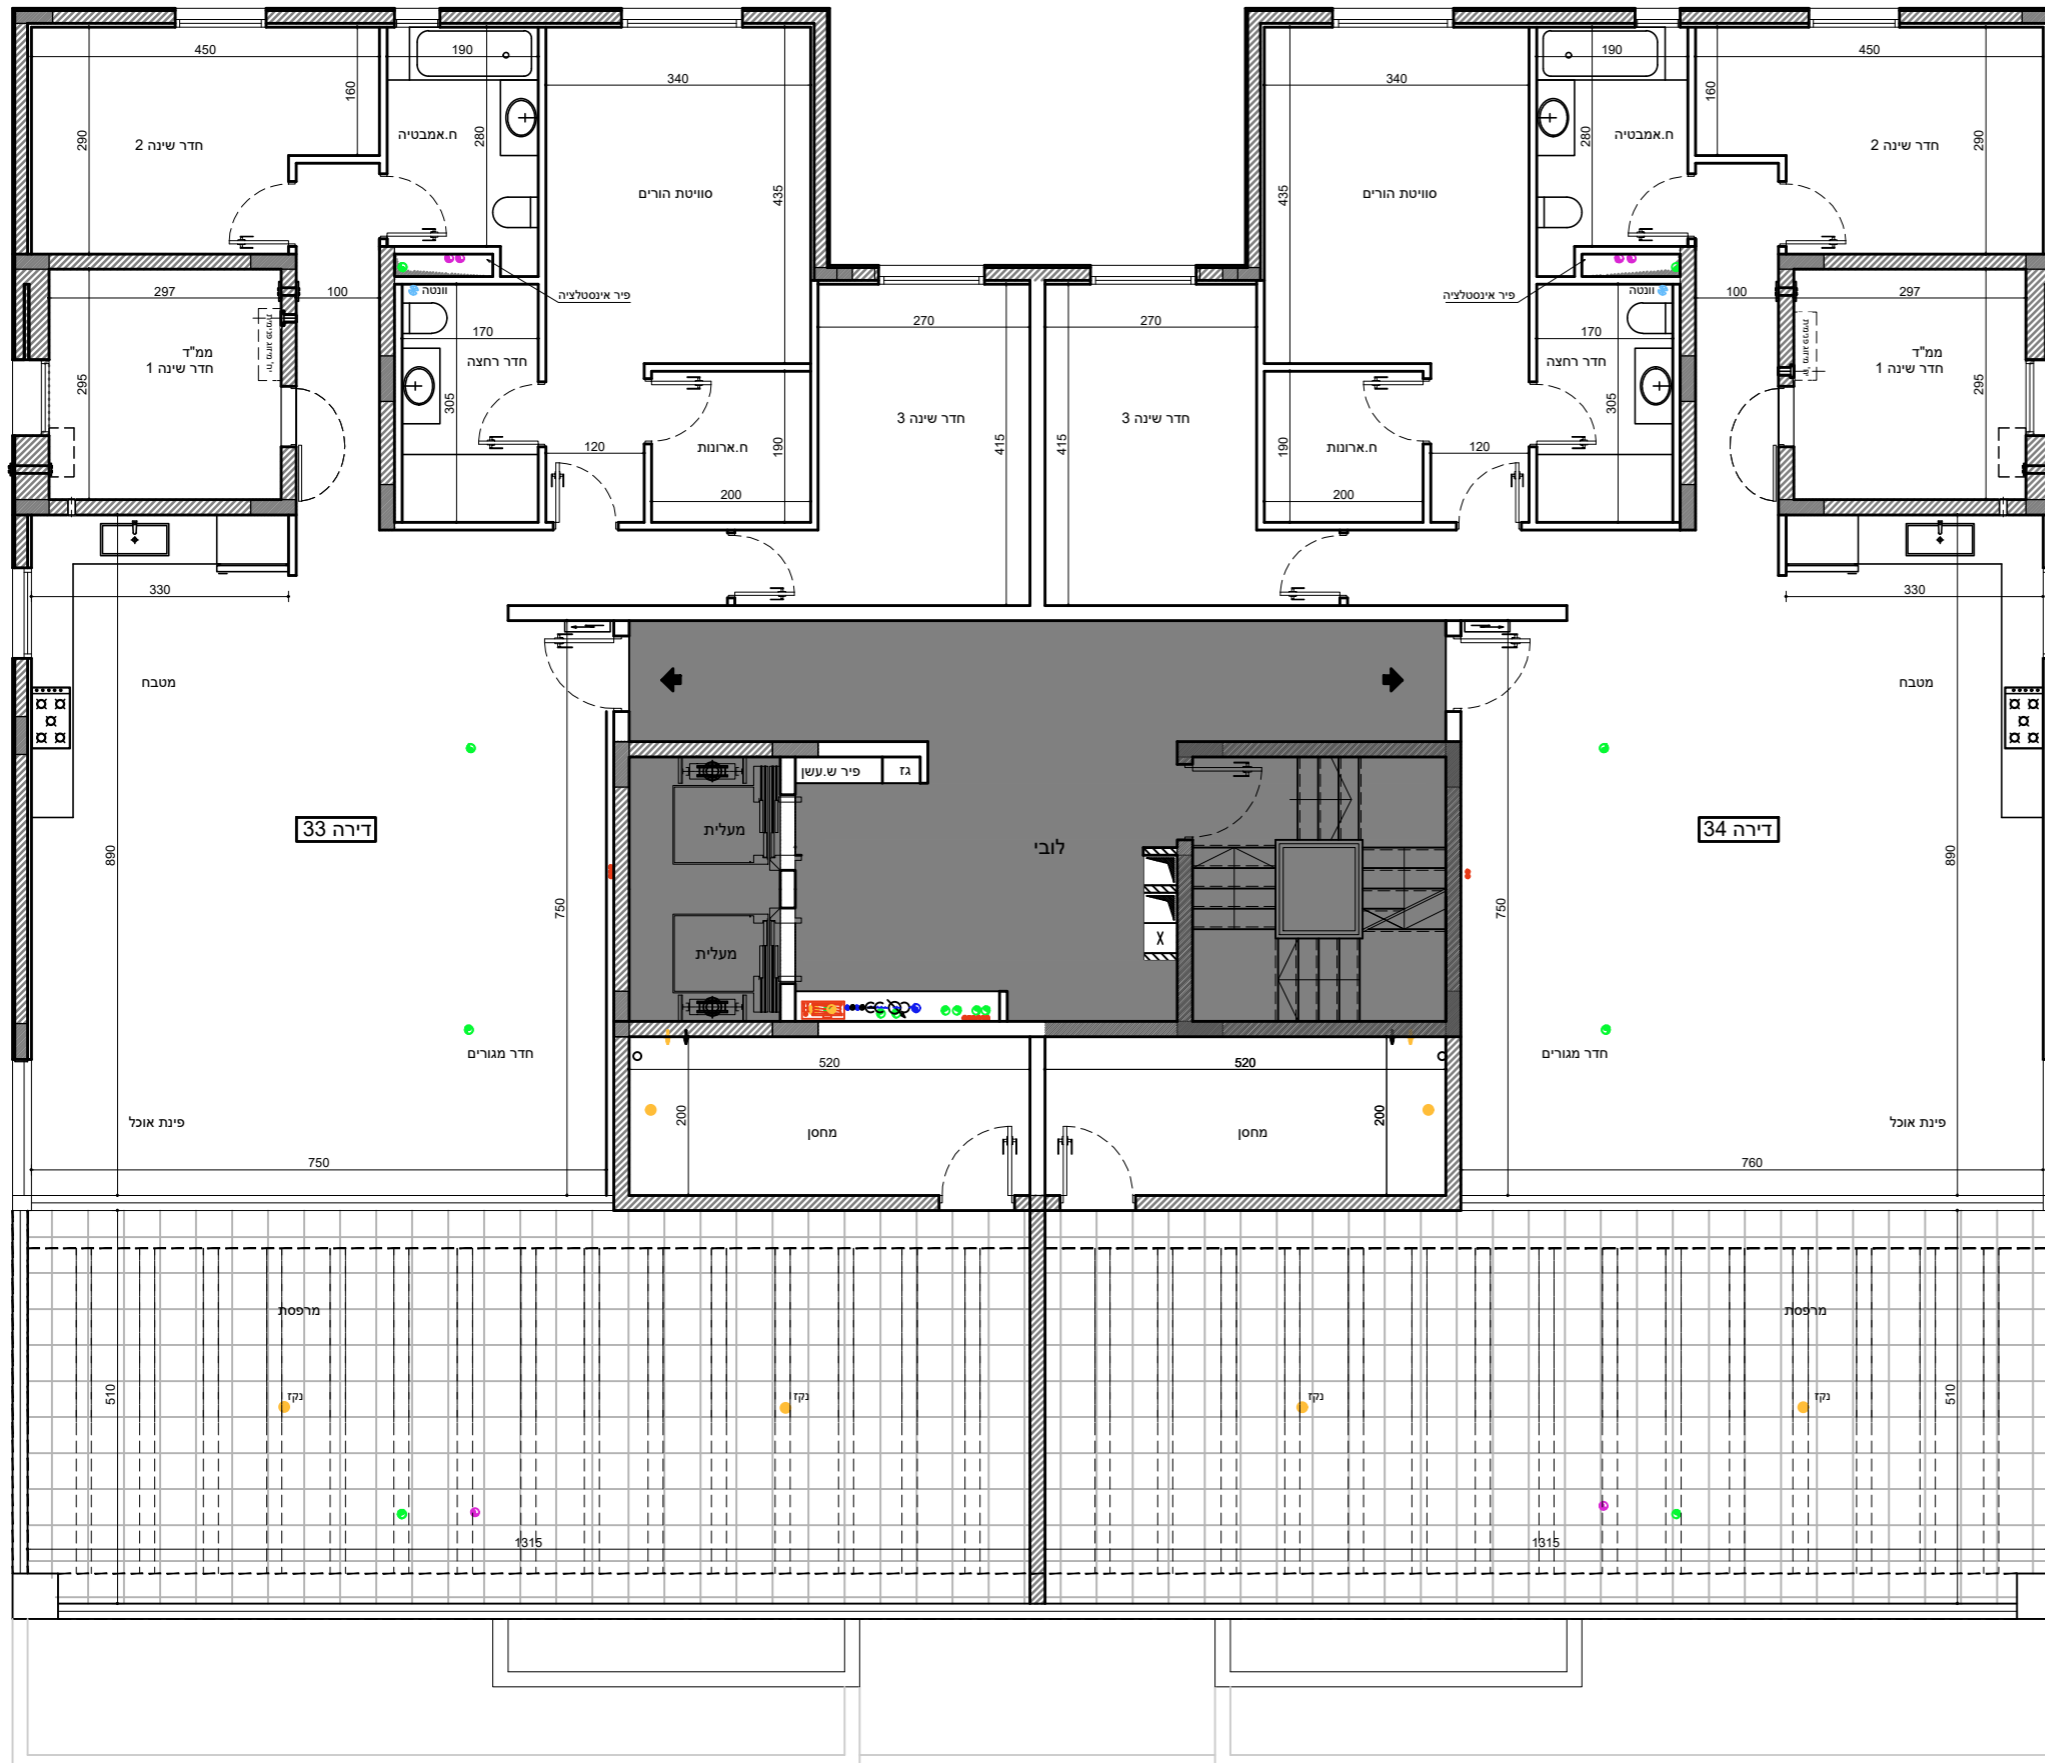 450
190
340
340
190
450
160
290
280
435
435
280
160
290
חדר שינה 2
ח.אמבטיה
סוויטת הורים
סוויטת הורים
ח.אמבטיה
חדר שינה 2
297
100
וונטה
פיר אינסטלציה
פיר אינסטלציה
וונטה
100
297
170
270
270
170
ממ"ד
חדר שינה 1
295
חדר רחצה
305
חדר שינה 3
415
415
חדר שינה 3
חדר רחצה
305
ממ"ד
חדר שינה 1
295
120
ח.ארונות
190
190
ח.ארונות
120
200
200
330
330
מטבח
מטבח
פיר ש.עשן
גז
דירה 33
מעלית
לובי
דירה 34
890
750
750
890
מעלית
X
חדר מגורים
520
520
חדר מגורים
פינת אוכל
200
מחסן
מחסן
200
פינת אוכל
750
760
מרפסת
מרפסת
510
נקז
נקז
נקז
נקז
510
1315
1315